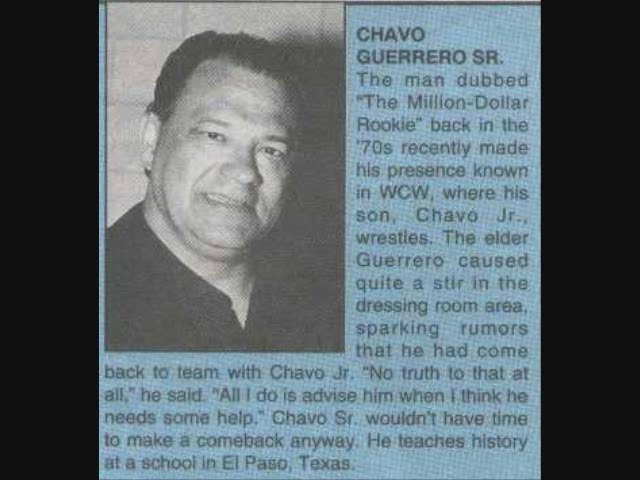 CHAVO
GUERRERO SR.
The man dubbed
"The Million-Dollar
Rookie" back in the
'70s recently made
his presence known
in WCW, where his
son, Chavo Jr.,
wrestles. The elder
Guerrero caused
quite a stir in the
dressing room area,
sparking rumors
that he had come
back to team with Chavo Jr. "No truth to that at
all," he said. "All I do is advise him when I think he
needs some help." Chavo Sr. wouldn't have time
to make a comeback anyway. He teaches history
at a school in El Paso, Texas.